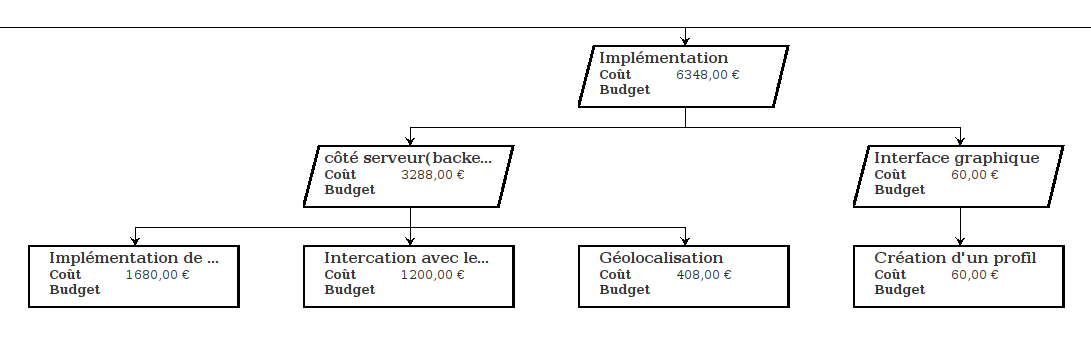 Implémentation
Coût 6348,00 €
Budget
côté serveur(backe...
Coût 3288,00 €
Budget
Interface graphique
Coût 60,00 €
Budget
Implémentation de ...
Coût 1680,00 €
Budget
Intercation avec le...
Coût 1200,00 €
Budget
Géolocalisation
Coût 408,00 €
Budget
Création d'un profil
Coût 60,00 €
Budget